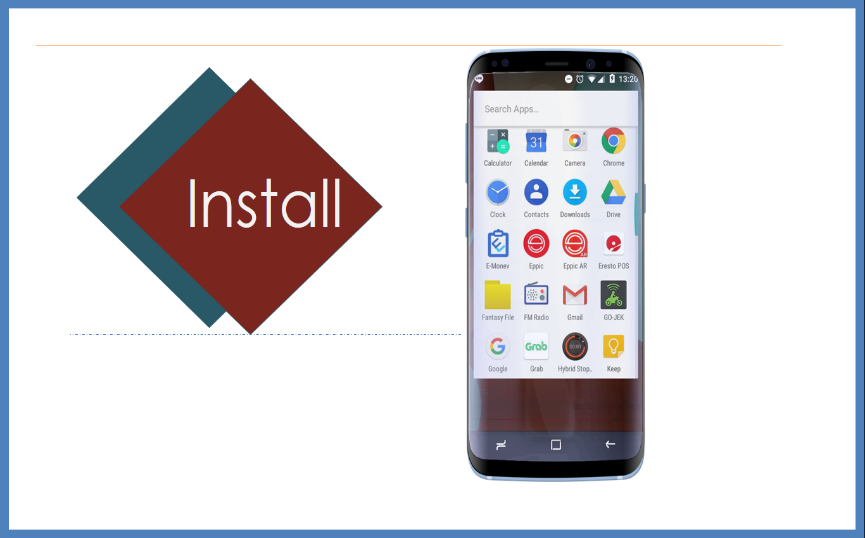 Install
13:20
Search Apps...
Calculator Calendar Camera Chrome
31
Clock Contacts Downloads Drive
E-Money Eppic Eppic AR Eresto POS
Fantasy File FM Radio Gmail GO-JEK
Grab
Google Grab Hybrid Stop.. Keep